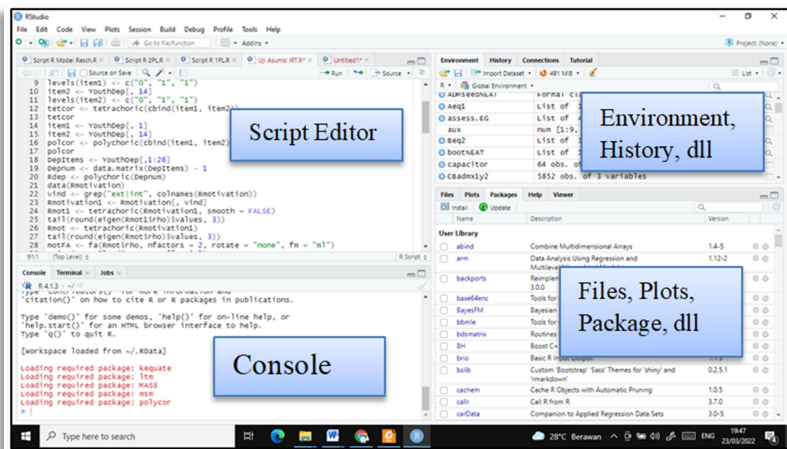 RStudio
File Edit Code View Plots Session Build Debug Profile Tools Help
Go to file/function
Addins
Project: (None)
Script R Model Rasch.R
Script R 2PL.R
Script R 1PL.R
Uji Asumsi IRT.R*
Untitled1*
Source on Save
Run
Source
9 levels(item1) <- c("0", "1", "1")
10 item2 <- YouthDep[, 14]
11 levels(item2) <- c("0", "1", "1")
12 tetcor <- tetrachoric(cbind(item1, item2))
13 tetcor
14 item1 <- YouthDep[, 1]
15 item2 <- YouthDep[, 14]
16 polcor <- polychoric(cbind(item1, item
17 polcor
18 DepItems <- YouthDep[,1:26]
19 Depnum <- data.matrix(DepItems) - 1
20 Rdep <- polychoric(Depnum)
21 data(Rmotivation)
22 vind <- grep("ext|int", colnames(Rmotivation))
23 Rmotivation1 <- Rmotivation[, vind]
24 Rmot1 <- tetrachoric(Rmotivation1, smooth = FALSE)
25 tail(round(eigen(Rmot1$rho)$values, 3))
26 Rmot <- tetrachoric(Rmotivation1)
27 tail(round(eigen(Rmot$rho)$values, 3))
28 motFA <- fa(Rmot$rho, nfactors = 2, rotate = "none", fm = "ml")
91:1 (Top Level) R Script
Script Editor
Console Terminal Jobs
R 4.1.3 · ~/
Type 'contributors()' for more information and
'citation()' on how to cite R or R packages in publications.
Type 'demo()' for some demos, 'help()' for on-line help, or
'help.start()' for an HTML browser interface to help.
Type 'q()' to quit R.
[workspace loaded from ~/.RData]
Loading required package: kequate
Loading required package: ltm
Loading required package: MASS
Loading required package: msm
Loading required package: polycor
>
Console
Environment History Connections Tutorial
Import Dataset
491 MiB
List
R Global Environment
ADMseedNEAT Formal cl
Aeq1 List of
assess.EG List of
aux num [1:9,
Beq2 List of
bootNEAT List of
capacitor 64 obs. of
CBadmx1y2 5852 obs. of 3 variables
Environment,
History, dll
Files Plots Packages Help Viewer
Install Update
Name Description Version
User Library
abind Combine Multidimensional Arrays 1.4-5
arm Data Analysis Using Regression and 1.12-2
backports Reimplem
3.0.0
base64enc Tools for
BayesFM Bayesian
bbmle Tools for
bdsmatrix Routines
BH Boost C+
brio Basic R Input Output
bslib Custom 'Bootstrap' 'Sass' Themes for 'shiny' and 0.2.5.1
'rmarkdown'
cachem Cache R Objects with Automatic Pruning 1.0.5
callr Call R from R 3.7.0
carData Companion to Applied Regression Data Sets 3.0-5
Files, Plots,
Package, dll
Type here to search
28°C Berawan
ENG
19:47
23/03/2022